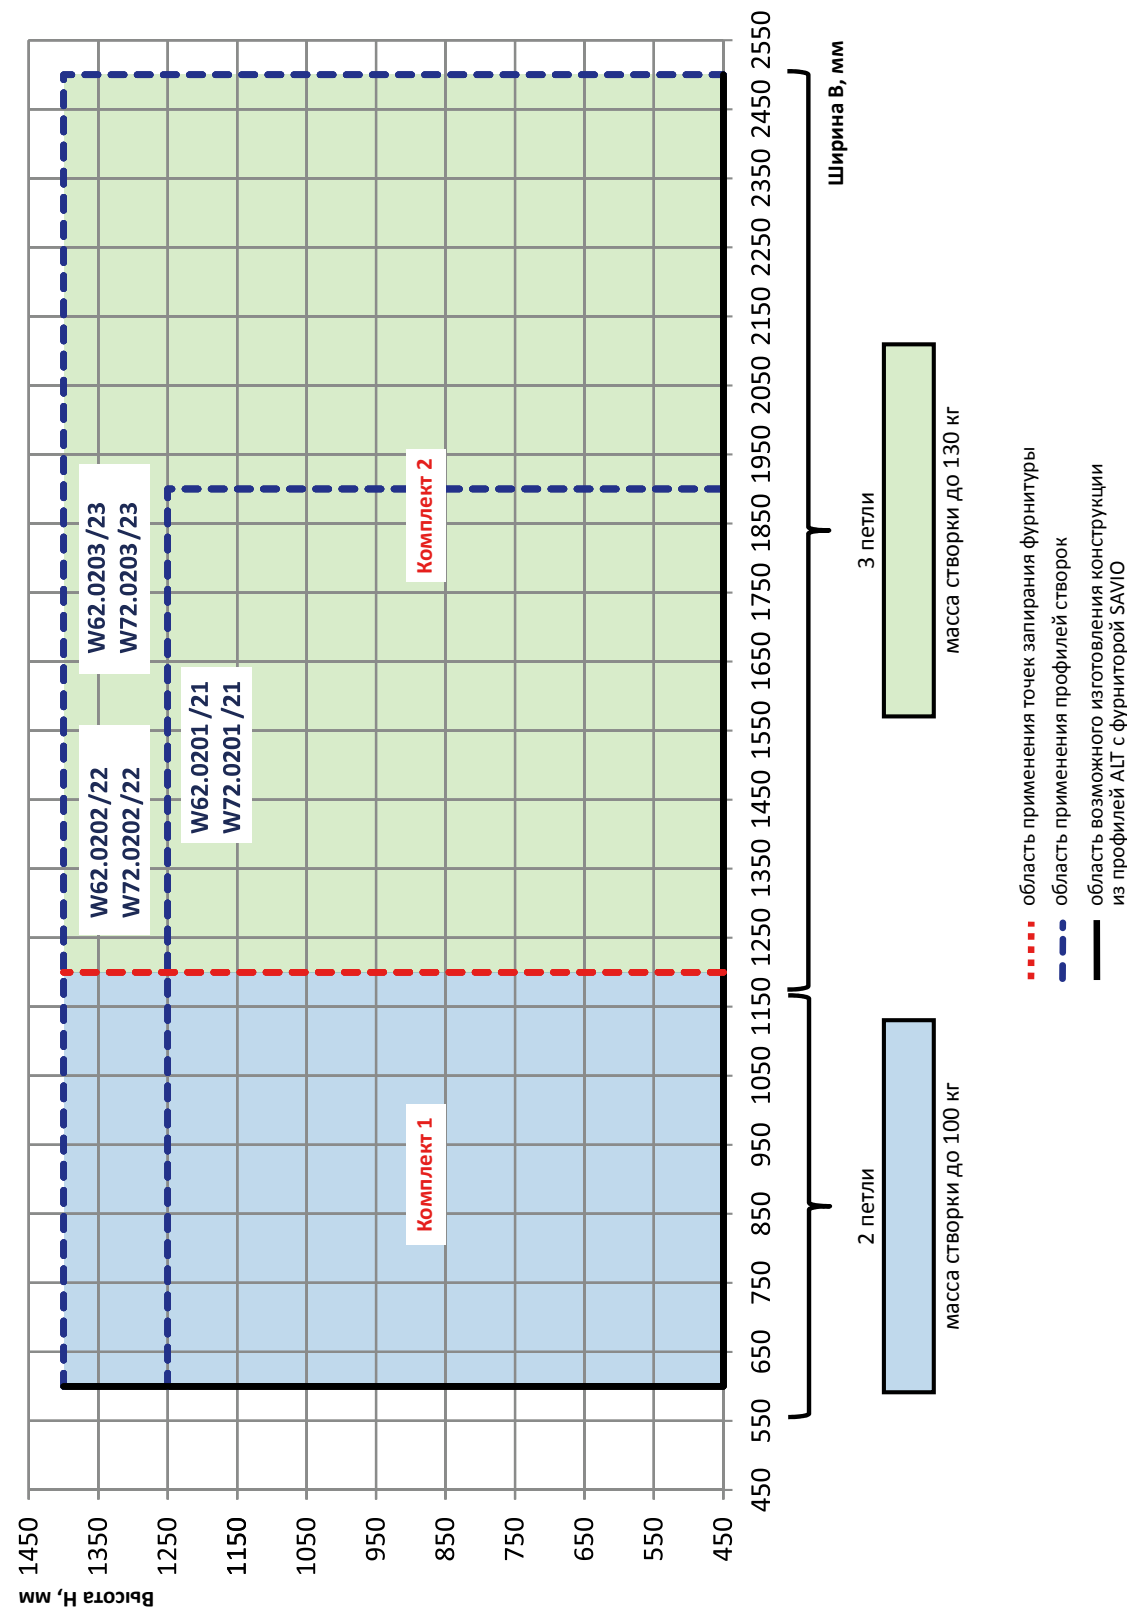 Высота Н, мм
1450
1350
1250
1150
1050
950
850
750
650
550
450
W62.0202/22
W72.0202/22
W62.0203/23
W72.0203/23
W62.0201/21
W72.0201/21
Комплект 1
Комплект 2
450 550 650 750 850 950 1050 1150 1250 1350 1450 1550 1650 1750 1850 1950 2050 2150 2250 2350 2450 2550
Ширина В, мм
2 петли
3 петли
масса створки до 100 кг
масса створки до 130 кг
область применения точек запирания фурнитуры
область применения профилей створок
область возможного изготовления конструкции
из профилей ALT с фурниторой SAVIO